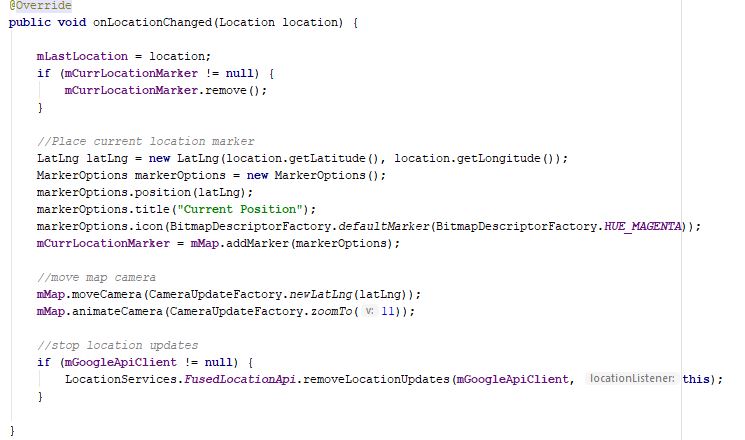 @Override
public void onLocationChanged(Location location) {
mLastLocation = location;
if (mCurrLocationMarker != null) {
mCurrLocationMarker.remove();
}
//Place current location marker
LatLng latLng = new LatLng(location.getLatitude(), location.getLongitude());
MarkerOptions markerOptions = new MarkerOptions();
markerOptions.position(latLng);
markerOptions.title("Current Position");
markerOptions.icon(BitmapDescriptorFactory.defaultMarker(BitmapDescriptorFactory.HUE_MAGENTA));
mCurrLocationMarker = mMap.addMarker(markerOptions);
//move map camera
mMap.moveCamera(CameraUpdateFactory.newLatLng(latLng));
mMap.animateCamera(CameraUpdateFactory.zoomTo( v: 11));
//stop location updates
if (mGoogleApiClient != null) {
LocationServices.FusedLocationApi.removeLocationUpdates(mGoogleApiClient, locationListener: this);
}
}